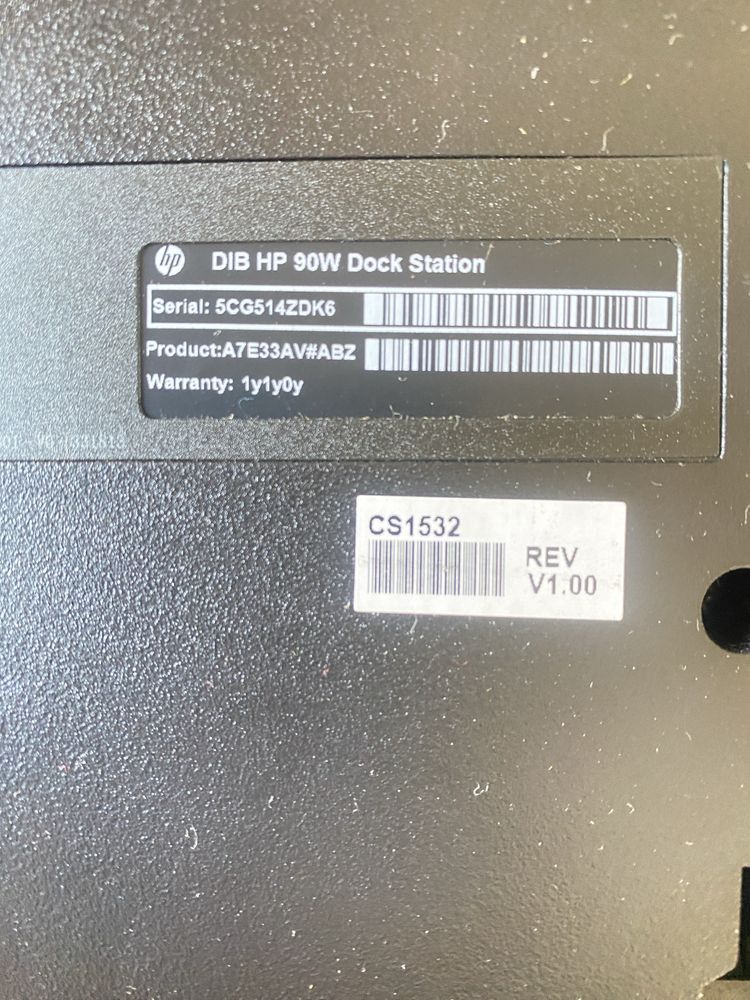 hp DIB HP 90W Dock Station
Serial: 5CG514ZDK6
Product:A7E33AV#ABZ
Warranty: 1y1y0y
CS1532
REV
V1.00